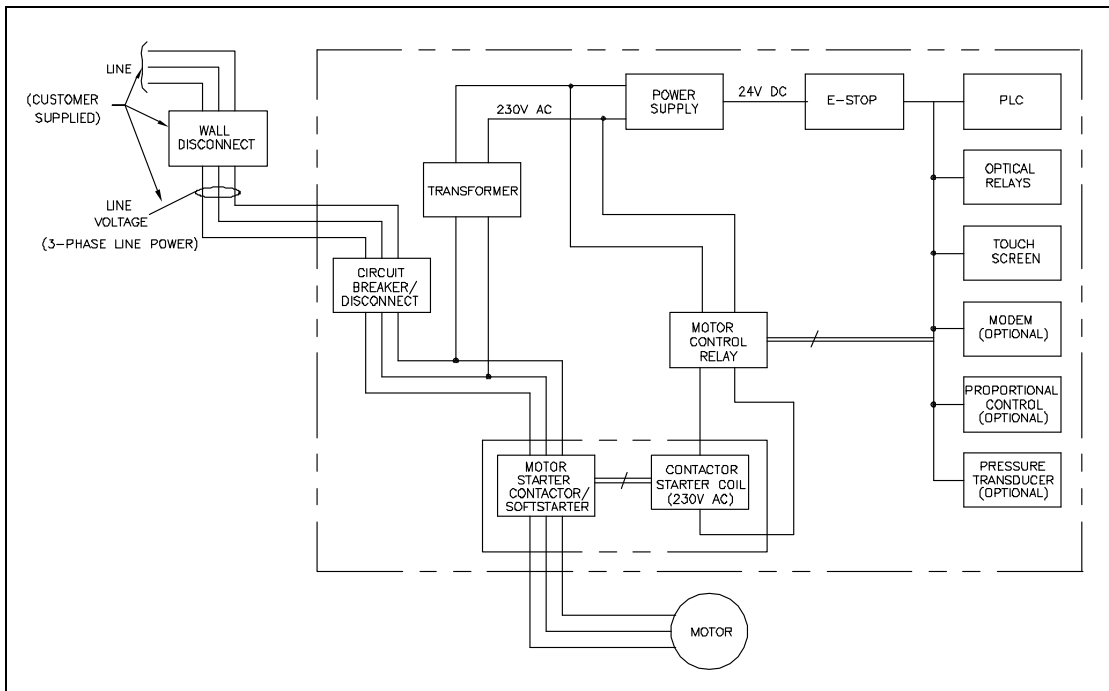 LINE
(CUSTOMER
SUPPLIED)
WALL
DISCONNECT
LINE
VOLTAGE
(3-PHASE LINE POWER)
CIRCUIT
BREAKER/
DISCONNECT
230V AC
TRANSFORMER
POWER
SUPPLY
24V DC
E-STOP
PLC
OPTICAL
RELAYS
TOUCH
SCREEN
MOTOR
CONTROL
RELAY
MODEM
(OPTIONAL)
PROPORTIONAL
CONTROL
(OPTIONAL)
PRESSURE
TRANSDUCER
(OPTIONAL)
MOTOR
STARTER
CONTACTOR/
SOFTSTARTER
CONTACTOR
STARTER COIL
(230V AC)
MOTOR